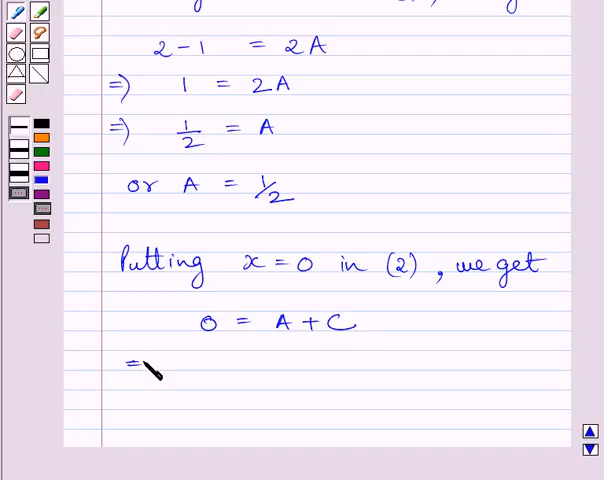 2 - 1 = 2A
=) 1 = 2A
=) 1/2 = A
or A = 1/2
Putting x = 0 in (2), we get
0 = A + C
=